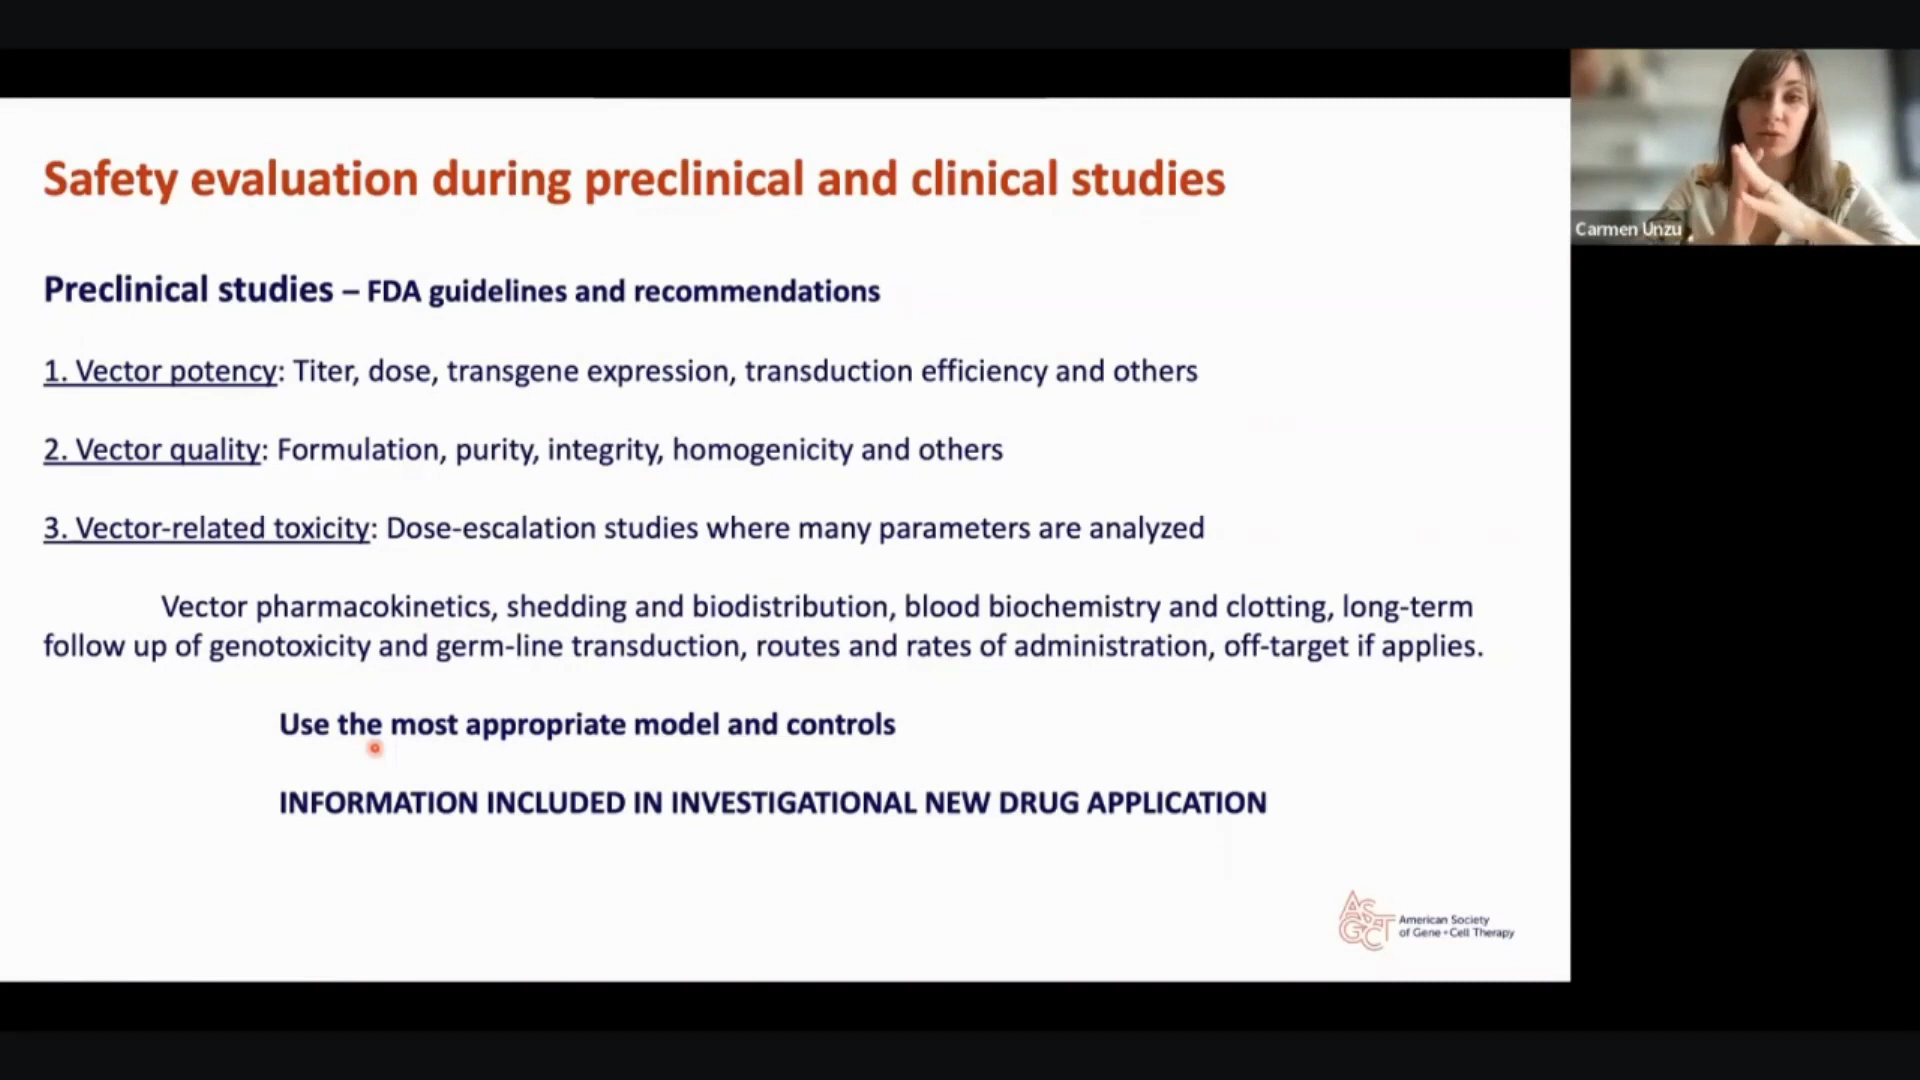 Safety evaluation during preclinical and clinical studies
Carmen Unzu
Preclinical studies – FDA guidelines and recommendations
1. Vector potency: Titer, dose, transgene expression, transduction efficiency and others
2. Vector quality: Formulation, purity, integrity, homogenicity and others
3. Vector-related toxicity: Dose-escalation studies where many parameters are analyzed
Vector pharmacokinetics, shedding and biodistribution, blood biochemistry and clotting, long-term
follow up of genotoxicity and germ-line transduction, routes and rates of administration, off-target if applies.
Use the most appropriate model and controls
INFORMATION INCLUDED IN INVESTIGATIONAL NEW DRUG APPLICATION
ASGCT
American Society
of Gene + Cell Therapy